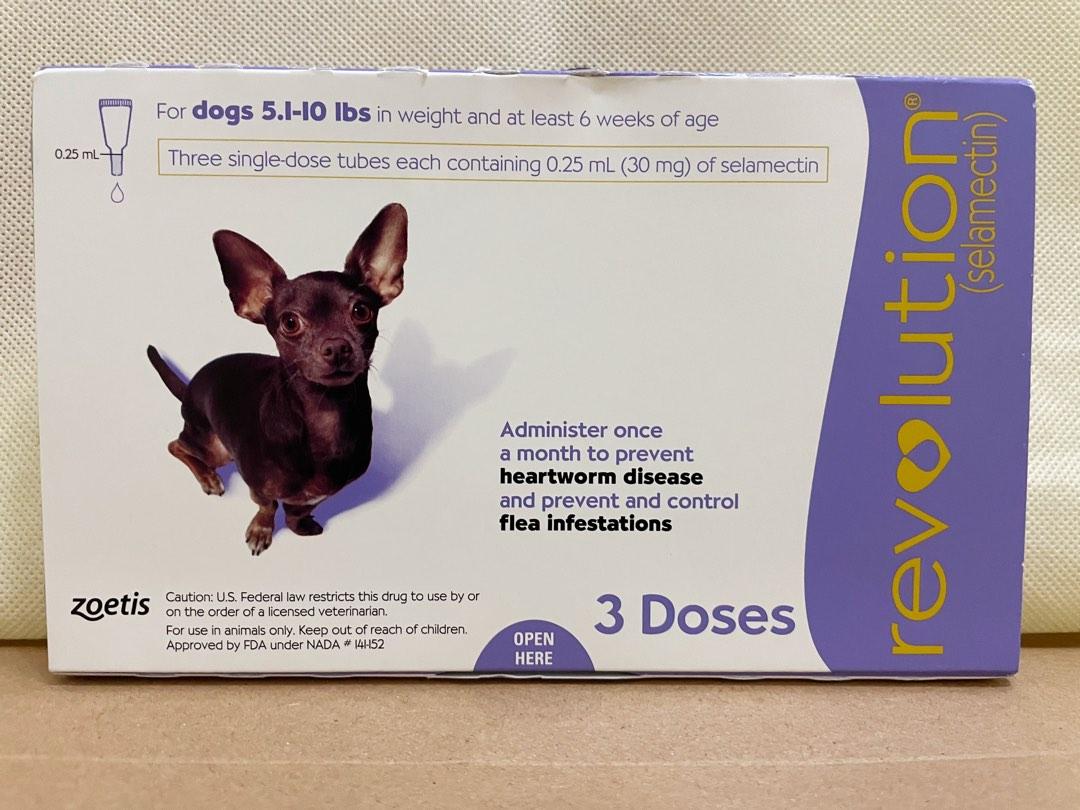 For dogs 5.1-10 lbs in weight and at least 6 weeks of age
0.25 mL
Three single-dose tubes each containing 0.25 mL (30 mg) of selamectin
revolution®
(selamectin)
Administer once
a month to prevent
heartworm disease
and prevent and control
flea infestations
zoetis
Caution: U.S. Federal law restricts this drug to use by or
on the order of a licensed veterinarian.
For use in animals only. Keep out of reach of children.
Approved by FDA under NADA # 141-152
OPEN
HERE
3 Doses